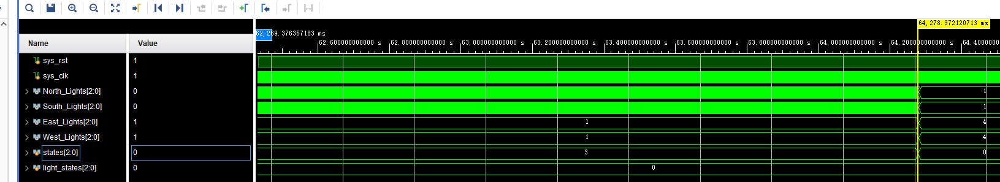 64,278.372120713 ms
62,269.376357183 ms
62.600000000000 s 62.800000000000 s 63.000000000000 s 63.200000000000 s 63.400000000000 s 63.600000000000 s 63.800000000000 s 64.000000000000 s 64.200000000000 s 64.4000000
Name Value
sys_rst 1
sys_clk 1
North_Lights[2:0] 0 1
South_Lights[2:0] 0 1
East_Lights[2:0] 1 1 4
West_Lights[2:0] 1 1 4
states[2:0] 0 3 0
light_states[2:0] 0 0